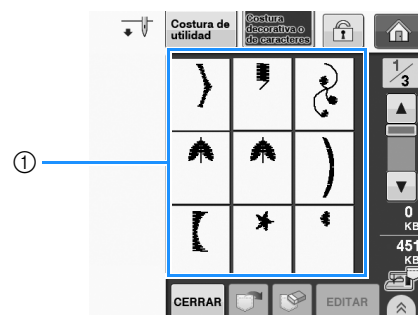 Costura de
utilidad
Costura
decorativa o
de caracteres
1/3
①
0
KB
451
KB
CERRAR
EDITAR